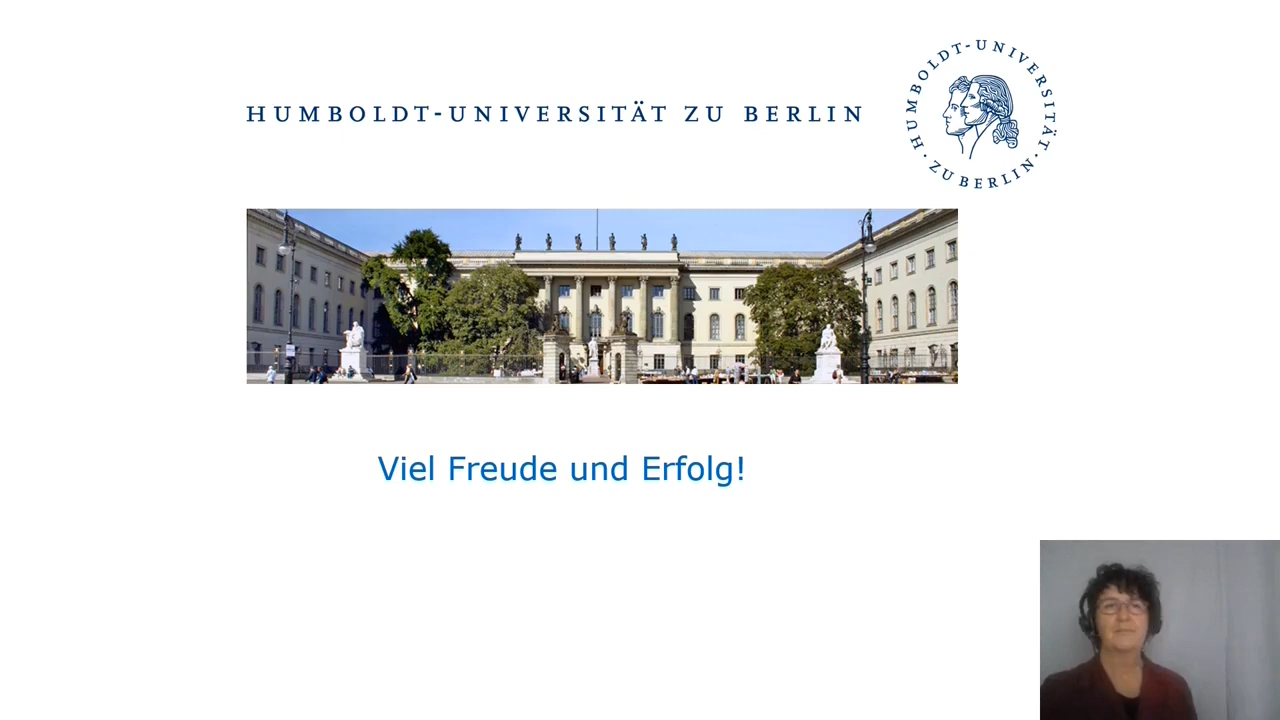 HUMBOLDT-UNIVERSITÄT ZU BERLIN
HUMBOLDT-UNIVERSITÄT · ZU BERLIN ·
Viel Freude und Erfolg!